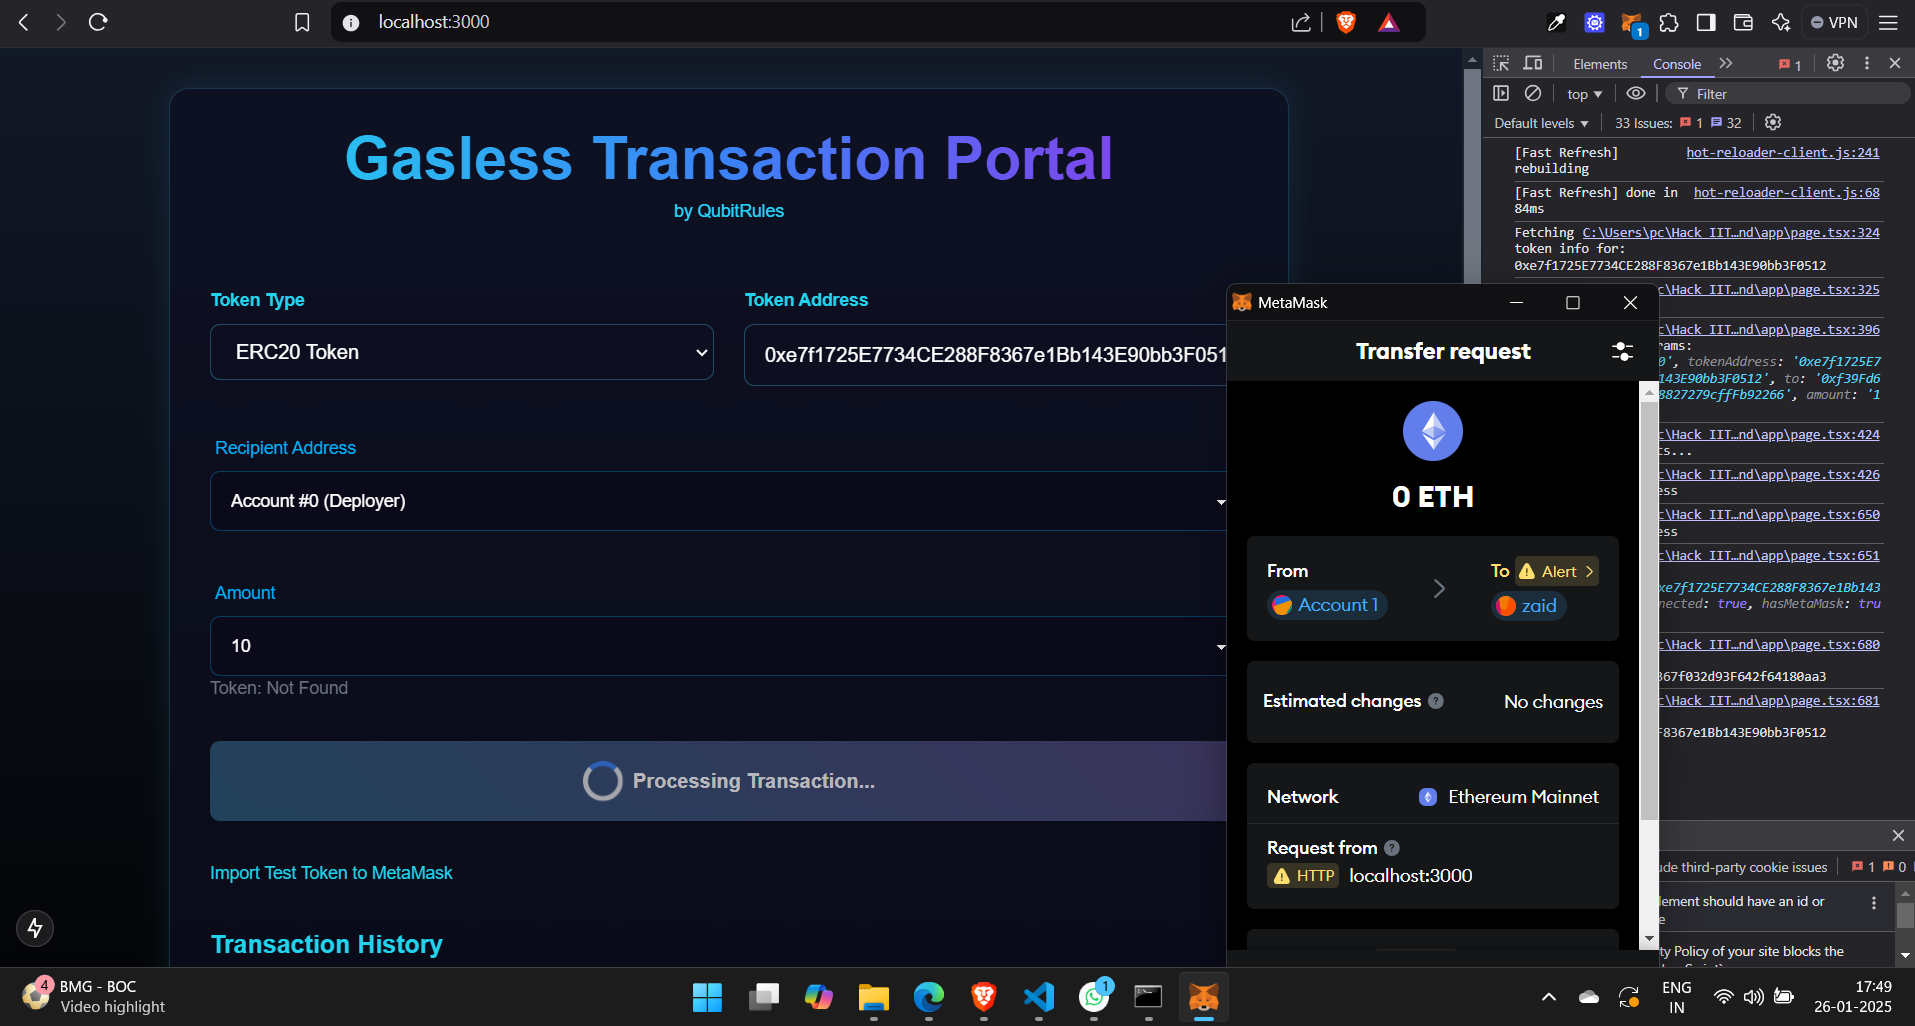 localhost:3000
1
VPN
Gasless Transaction Portal
by QubitRules
Token Type
Token Address
ERC20 Token
0xe7f1725E7734CE288F8367e1Bb143E90bb3F051
Recipient Address
Account #0 (Deployer)
Amount
10
Token: Not Found
Processing Transaction...
Import Test Token to MetaMask
Transaction History
Elements
Console
1
top
Filter
Default levels
33 Issues:
1
32
[Fast Refresh] hot-reloader-client.js:241
rebuilding
[Fast Refresh] done in hot-reloader-client.js:68
84ms
Fetching C:\Users\pc\Hack IIT…nd\app\page.tsx:324
token info for:
0xe7f1725E7734CE288F8367e1Bb143E90bb3F0512
c\Hack IIT…nd\app\page.tsx:325
c\Hack IIT…nd\app\page.tsx:396
rams:
0', tokenAddress: '0xe7f1725E7
143E90bb3F0512', to: '0xf39Fd6
8827279cffFb92266', amount: '1
c\Hack IIT…nd\app\page.tsx:424
ts...
c\Hack IIT…nd\app\page.tsx:426
ess
c\Hack IIT…nd\app\page.tsx:650
ess
c\Hack IIT…nd\app\page.tsx:651
xe7f1725E7734CE288F8367e1Bb143
nected: true, hasMetaMask: tru
c\Hack IIT…nd\app\page.tsx:680
367f032d93F642f64180aa3
c\Hack IIT…nd\app\page.tsx:681
F8367e1Bb143E90bb3F0512
ude third-party cookie issues
1
0
lement should have an id or
e
ty Policy of your site blocks the
MetaMask
Transfer request
0 ETH
From
To
Alert
Account 1
zaid
Estimated changes
No changes
Network
Ethereum Mainnet
Request from
HTTP
localhost:3000
4
BMG - BOC
Video highlight
1
ENG
IN
17:49
26-01-2025